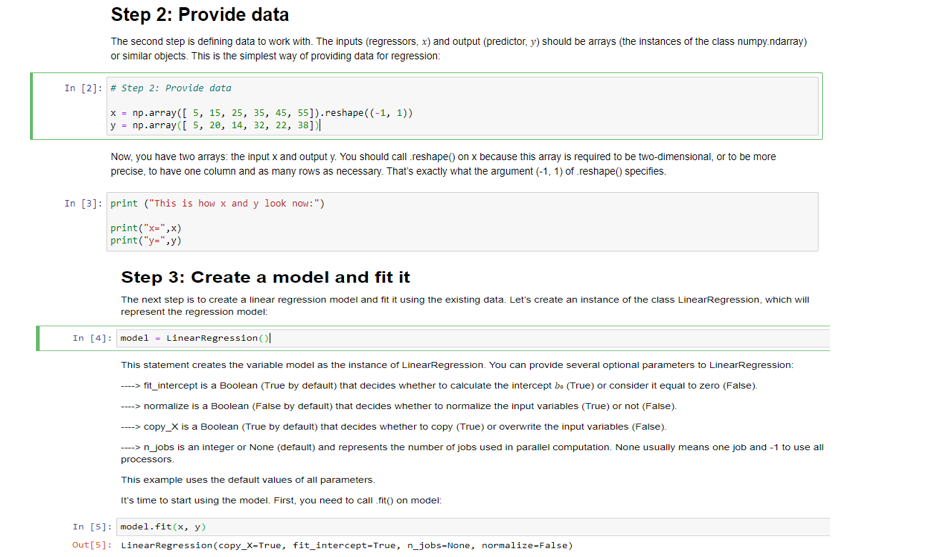 Step 2: Provide data
The second step is defining data to work with. The inputs (regressors, x) and output (predictor, y) should be arrays (the instances of the class numpy.ndarray)
or similar objects. This is the simplest way of providing data for regression:
In [2]: # Step 2: Provide data
x = np.array([ 5, 15, 25, 35, 45, 55]).reshape((-1, 1))
y = np.array([ 5, 20, 14, 32, 22, 38])
Now, you have two arrays: the input x and output y. You should call .reshape() on x because this array is required to be two-dimensional, or to be more
precise, to have one column and as many rows as necessary. That's exactly what the argument (-1, 1) of .reshape() specifies.
In [3]: print ("This is how x and y look now:")
print("x=",x)
print("y=",y)
Step 3: Create a model and fit it
The next step is to create a linear regression model and fit it using the existing data. Let's create an instance of the class LinearRegression, which will
represent the regression model:
In [4]: model = LinearRegression()
This statement creates the variable model as the instance of LinearRegression. You can provide several optional parameters to LinearRegression:
----> fit_intercept is a Boolean (True by default) that decides whether to calculate the intercept b₀ (True) or consider it equal to zero (False).
----> normalize is a Boolean (False by default) that decides whether to normalize the input variables (True) or not (False).
----> copy_X is a Boolean (True by default) that decides whether to copy (True) or overwrite the input variables (False).
----> n_jobs is an integer or None (default) and represents the number of jobs used in parallel computation. None usually means one job and -1 to use all
processors.
This example uses the default values of all parameters.
It's time to start using the model. First, you need to call .fit() on model:
In [5]: model.fit(x, y)
Out[5]: LinearRegression(copy_X=True, fit_intercept=True, n_jobs=None, normalize=False)